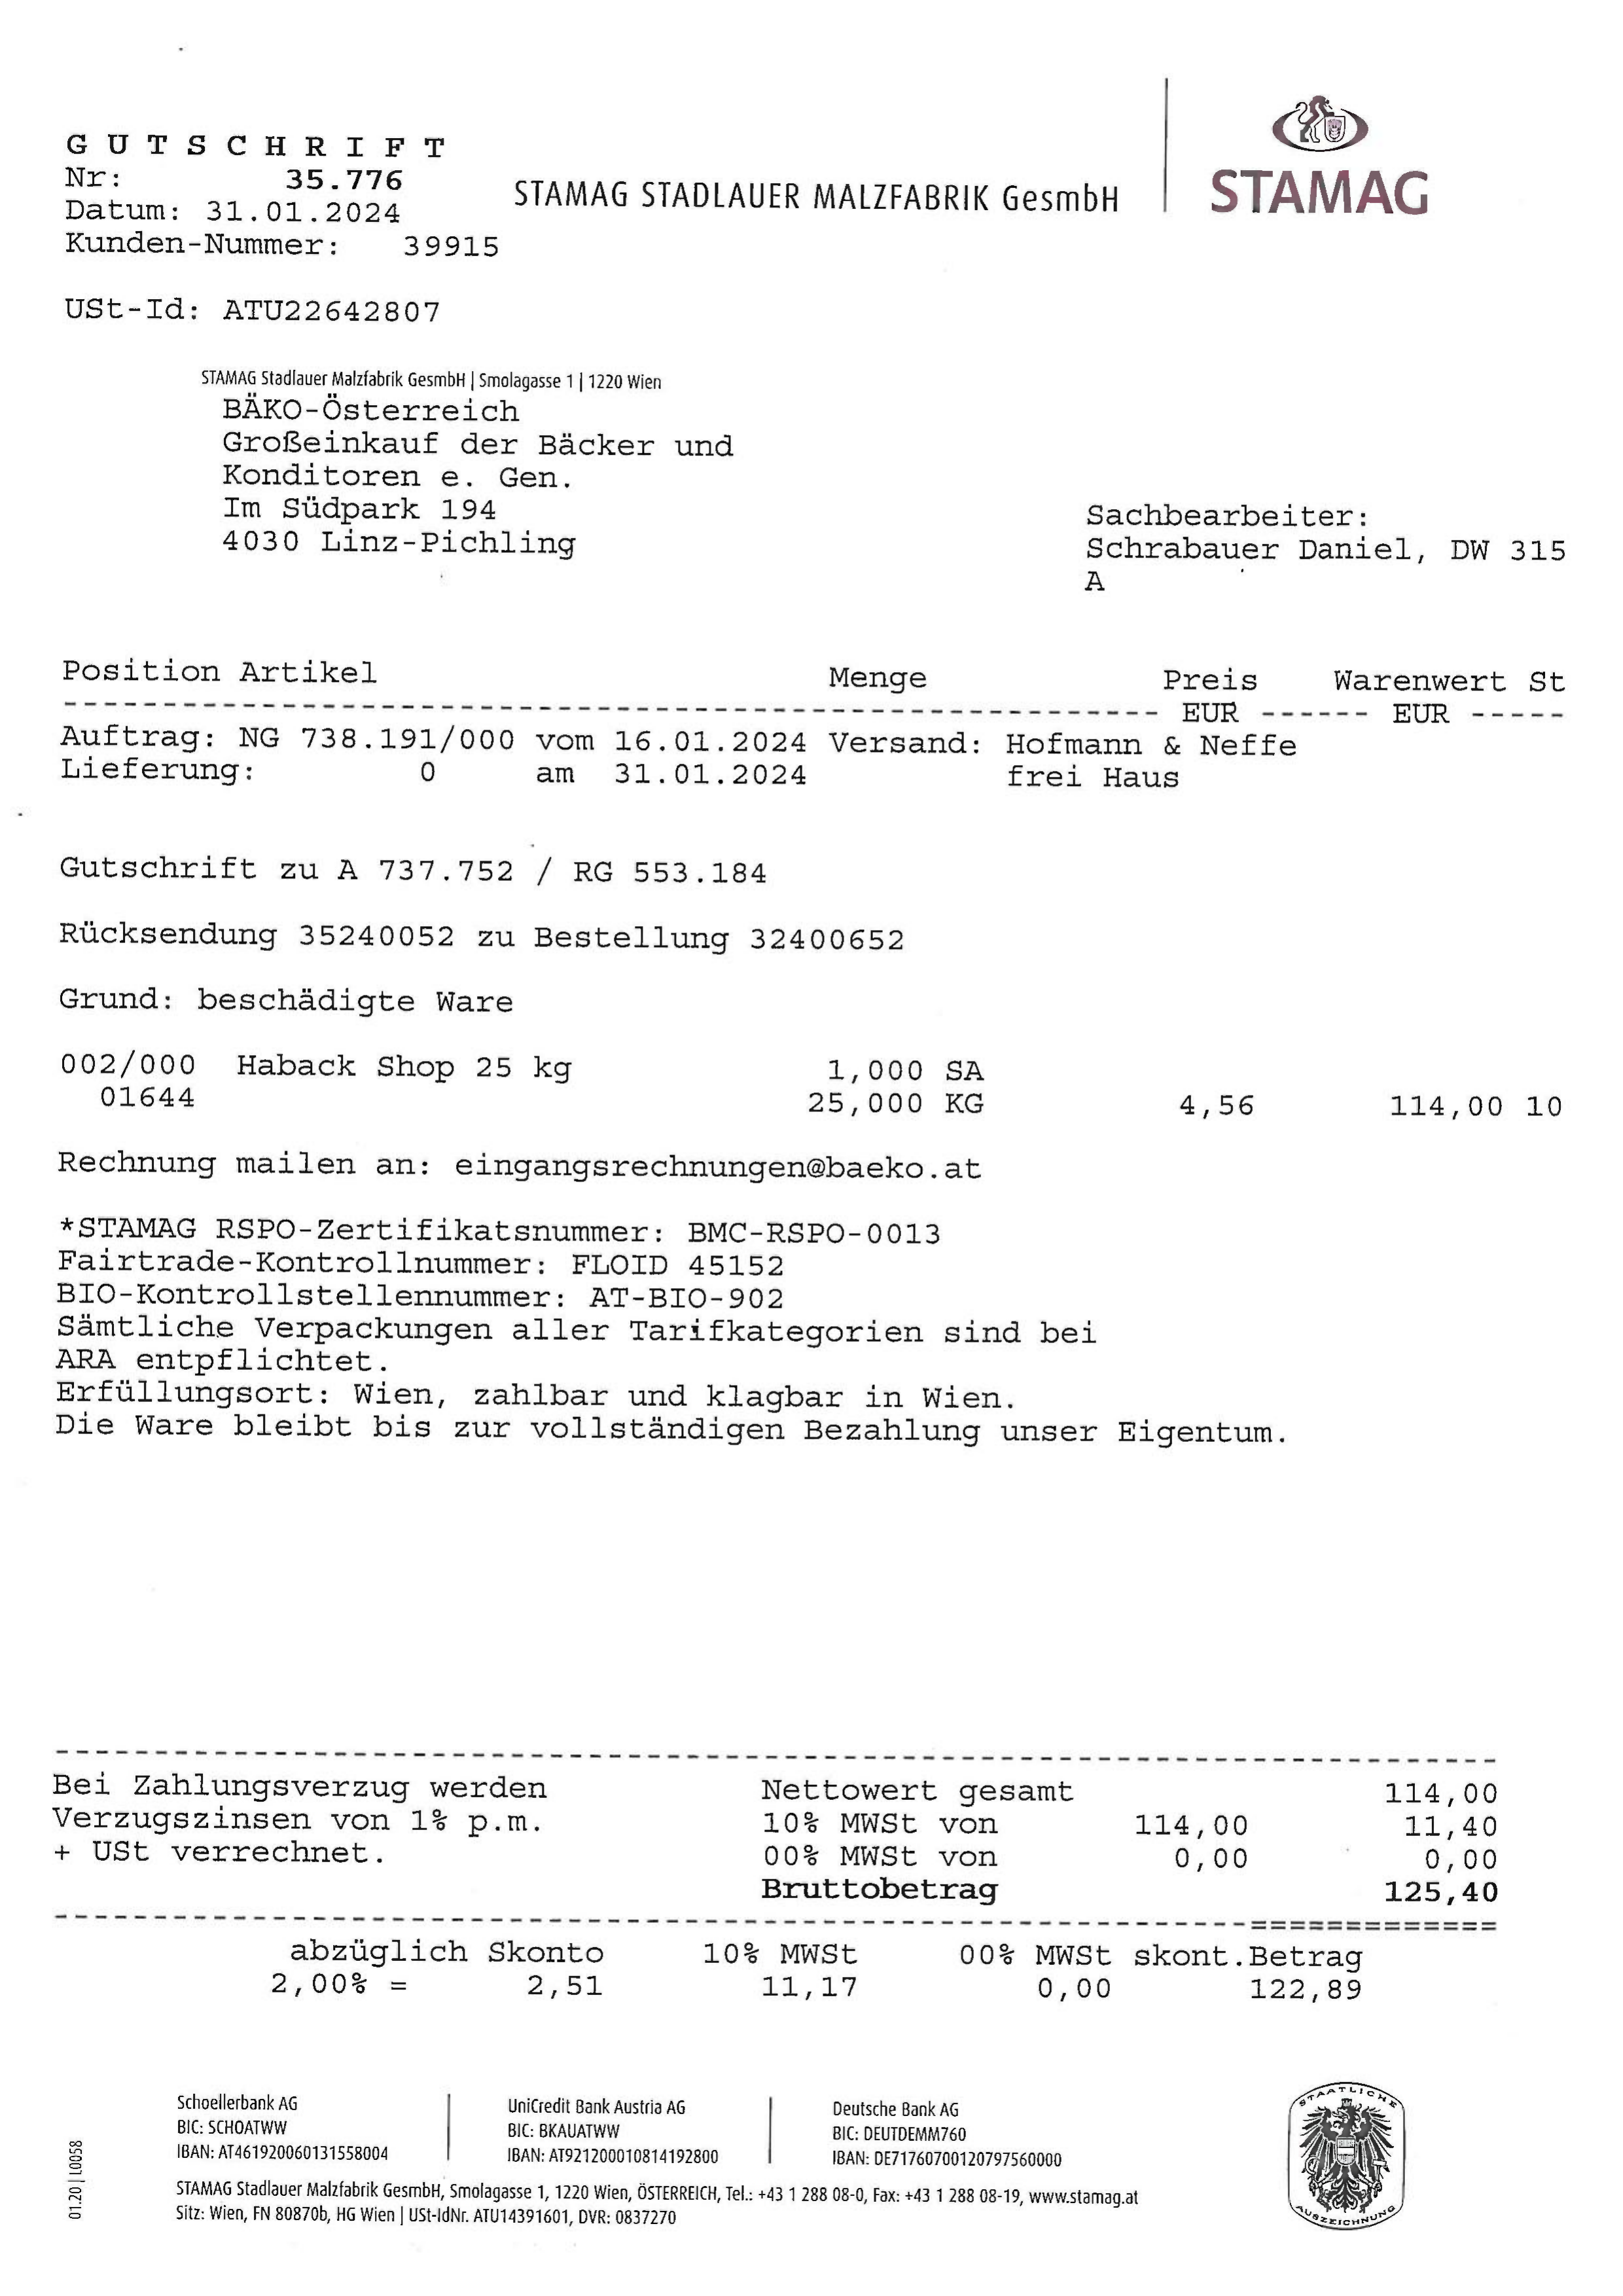 G U T S C H R I F T
Nr: 35.776
Datum: 31.01.2024
Kunden-Nummer: 39915
STAMAG STADLAUER MALZFABRIK GesmbH
STAMAG
USt-Id: ATU22642807
STAMAG Stadlauer Malzfabrik GesmbH | Smolagasse 1 | 1220 Wien
BÄKO-Österreich
Großeinkauf der Bäcker und
Konditoren e. Gen.
Im Südpark 194
4030 Linz-Pichling
Sachbearbeiter:
Schrabauer Daniel, DW 315
A
Position Artikel Menge Preis Warenwert St
EUR EUR
Auftrag: NG 738.191/000 vom 16.01.2024 Versand: Hofmann & Neffe
Lieferung: 0 am 31.01.2024 frei Haus
Gutschrift zu A 737.752 / RG 553.184
Rücksendung 35240052 zu Bestellung 32400652
Grund: beschädigte Ware
002/000 Haback Shop 25 kg 1,000 SA
01644 25,000 KG 4,56 114,00 10
Rechnung mailen an: eingangsrechnungen@baeko.at
*STAMAG RSPO-Zertifikatsnummer: BMC-RSPO-0013
Fairtrade-Kontrollnummer: FLOID 45152
BIO-Kontrollstellennummer: AT-BIO-902
Sämtliche Verpackungen aller Tarifkategorien sind bei
ARA entpflichtet.
Erfüllungsort: Wien, zahlbar und klagbar in Wien.
Die Ware bleibt bis zur vollständigen Bezahlung unser Eigentum.
Bei Zahlungsverzug werden Nettowert gesamt 114,00
Verzugszinsen von 1% p.m. 10% MWSt von 114,00 11,40
+ USt verrechnet. 00% MWSt von 0,00 0,00
Bruttobetrag 125,40
abzüglich Skonto 10% MWSt 00% MWSt skont.Betrag
2,00% = 2,51 11,17 0,00 122,89
Schoellerbank AG
BIC: SCHOATWW
IBAN: AT461920060131558004
UniCredit Bank Austria AG
BIC: BKAUATWW
IBAN: AT921200010814192800
Deutsche Bank AG
BIC: DEUTDEMM760
IBAN: DE71760700120797560000
STAMAG Stadlauer Malzfabrik GesmbH, Smolagasse 1, 1220 Wien, ÖSTERREICH, Tel.: +43 1 288 08-0, Fax: +43 1 288 08-19, www.stamag.at
Sitz: Wien, FN 80870b, HG Wien | USt-IdNr. ATU14391601, DVR: 0837270
01.20 | L0058
STAATLICHE
AUSZEICHNUNG